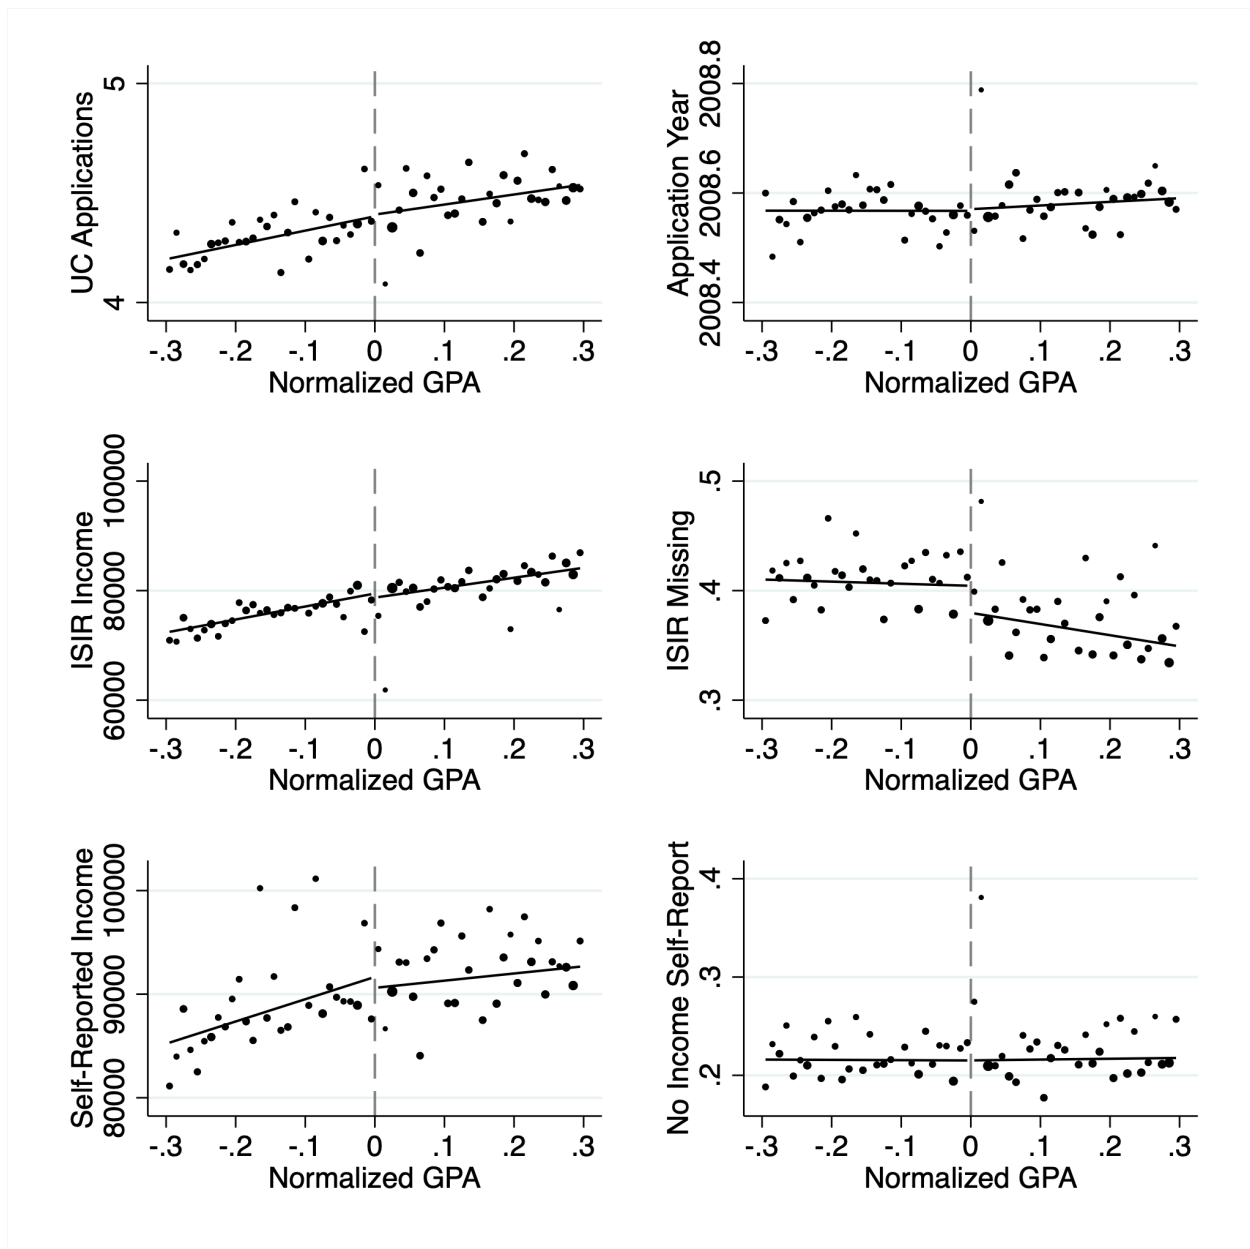 UC Applications
5
4
-.3 -.2 -.1 0 .1 .2 .3
Normalized GPA
Application Year
2008.8
2008.6
2008.4
-.3 -.2 -.1 0 .1 .2 .3
Normalized GPA
ISIR Income
100000
80000
60000
-.3 -.2 -.1 0 .1 .2 .3
Normalized GPA
ISIR Missing
.5
.4
.3
-.3 -.2 -.1 0 .1 .2 .3
Normalized GPA
Self-Reported Income
100000
90000
80000
-.3 -.2 -.1 0 .1 .2 .3
Normalized GPA
No Income Self-Report
.4
.3
.2
-.3 -.2 -.1 0 .1 .2 .3
Normalized GPA